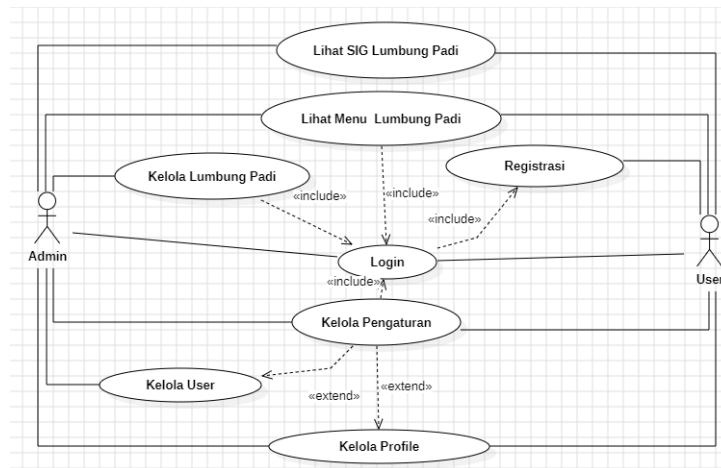 Lihat SIG Lumbung Padi
Lihat Menu Lumbung Padi
Registrasi
Kelola Lumbung Padi
«include»
«include»
«include»
Admin
Login
User
«include»
Kelola Pengaturan
Kelola User
«extend»
«extend»
Kelola Profile